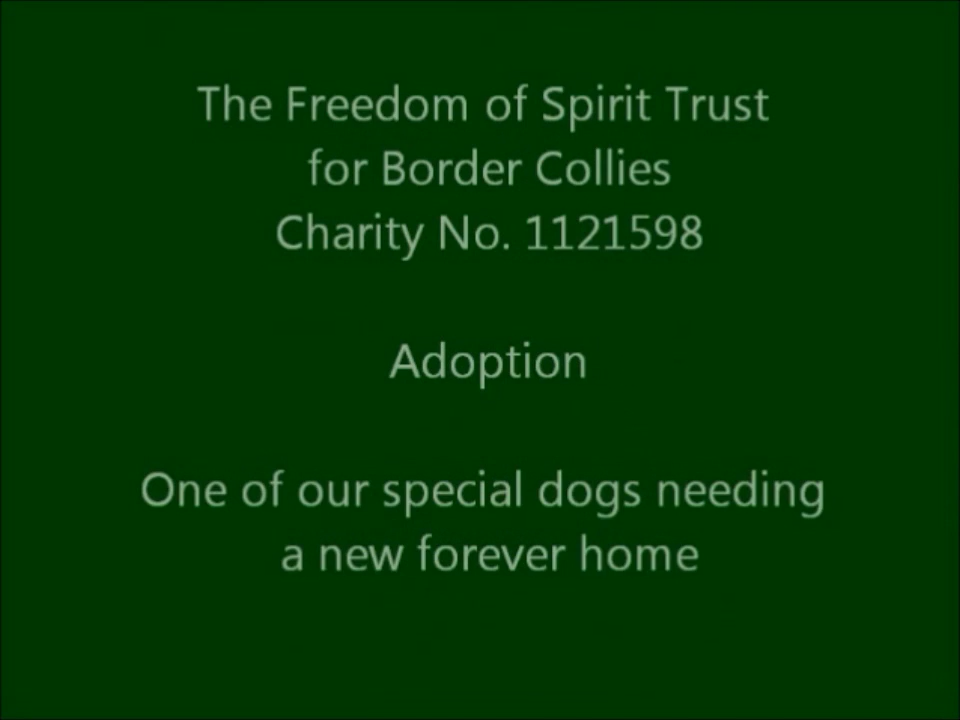 The Freedom of Spirit Trust
for Border Collies
Charity No. 1121598
Adoption
One of our special dogs needing
a new forever home